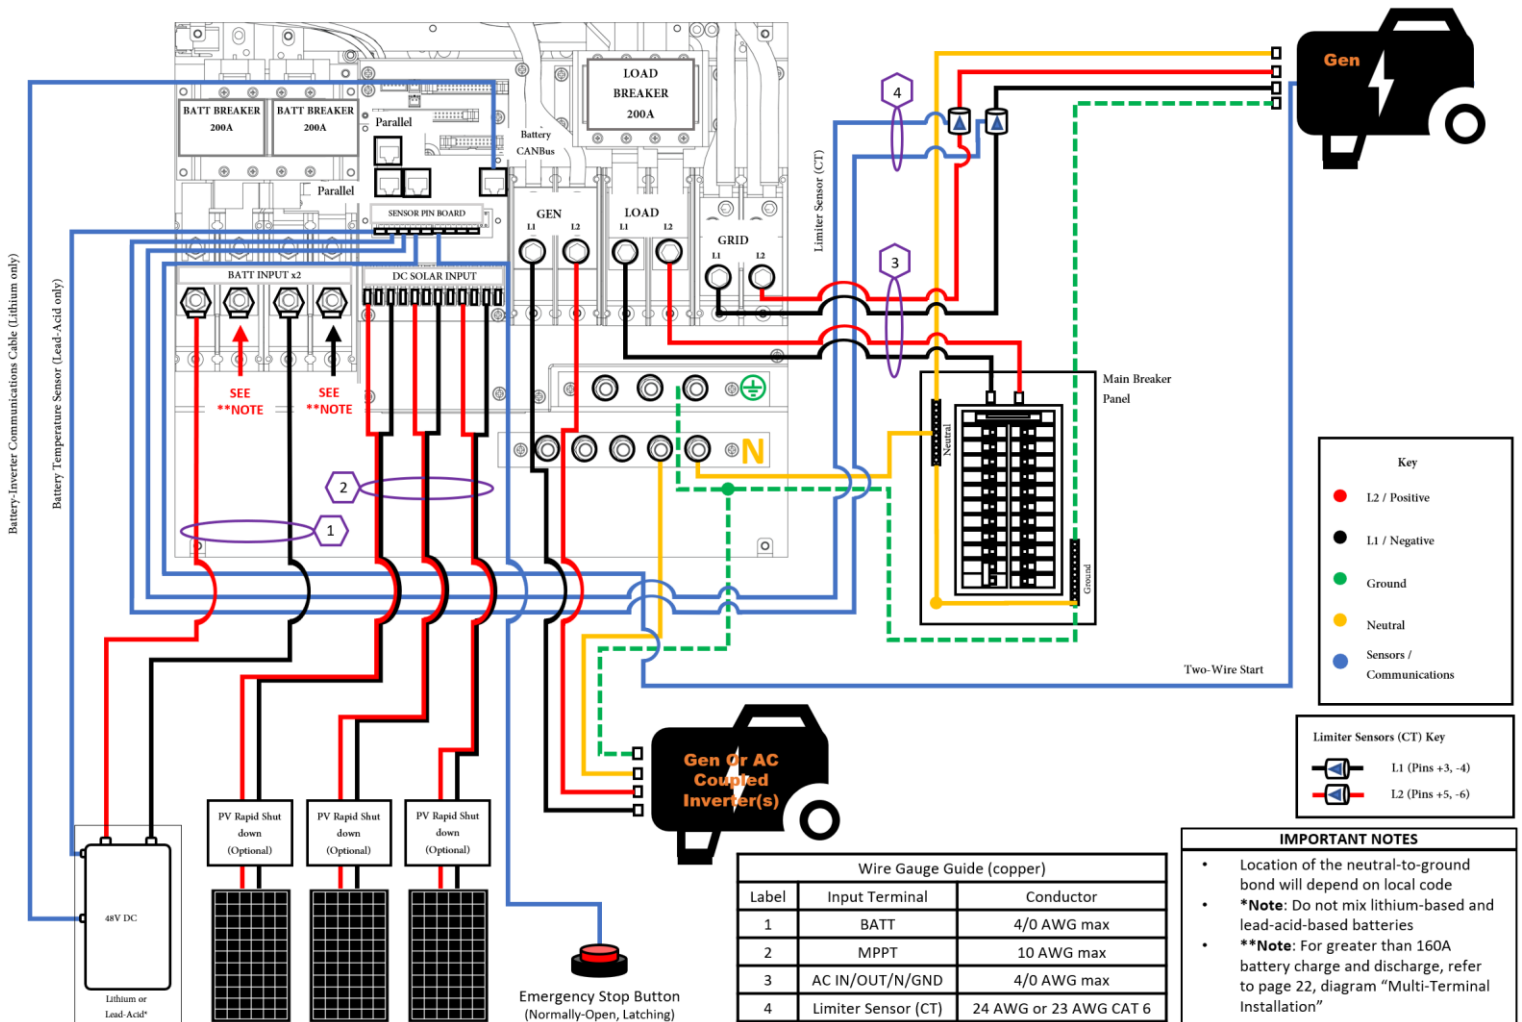 Battery-Inverter Communications Cable (Lithium only)
Battery Temperature Sensor (Lead-Acid only)
BATT BREAKER
200A
BATT BREAKER
200A
Parallel
Parallel
Battery
CANBus
LOAD
BREAKER
200A
SENSOR PIN BOARD
GEN
L1 L2
LOAD
L1 L2
GRID
L1 L2
Limiter Sensor (CT)
4
3
Gen
BATT INPUT x2
DC SOLAR INPUT
SEE
**NOTE
SEE
**NOTE
N
2
1
Main Breaker
Panel
Neutral
Ground
Key
L2 / Positive
L1 / Negative
Ground
Neutral
Sensors /
Communications
Two-Wire Start
Limiter Sensors (CT) Key
L1 (Pins +3, -4)
L2 (Pins +5, -6)
Gen Or AC
Coupled
Inverter(s)
PV Rapid Shut
down
(Optional)
PV Rapid Shut
down
(Optional)
PV Rapid Shut
down
(Optional)
48V DC
Lithium or
Lead-Acid*
Emergency Stop Button
(Normally-Open, Latching)
Wire Gauge Guide (copper)
Label Input Terminal Conductor
1 BATT 4/0 AWG max
2 MPPT 10 AWG max
3 AC IN/OUT/N/GND 4/0 AWG max
4 Limiter Sensor (CT) 24 AWG or 23 AWG CAT 6
IMPORTANT NOTES
• Location of the neutral-to-ground
bond will depend on local code
• *Note: Do not mix lithium-based and
lead-acid-based batteries
• **Note: For greater than 160A
battery charge and discharge, refer
to page 22, diagram “Multi-Terminal
Installation”